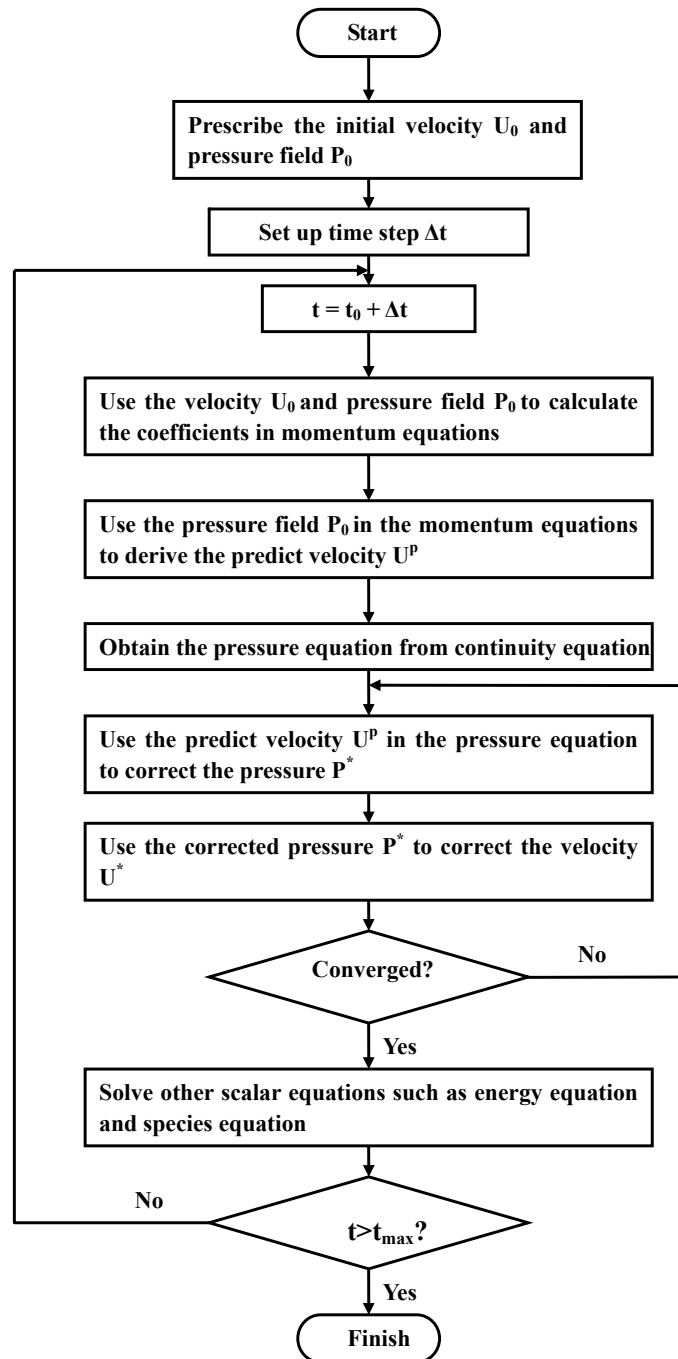 Start
Prescribe the initial velocity U₀ and
pressure field P₀
Set up time step Δt
t = t₀ + Δt
Use the velocity U₀ and pressure field P₀ to calculate
the coefficients in momentum equations
Use the pressure field P₀ in the momentum equations
to derive the predict velocity Uᵖ
Obtain the pressure equation from continuity equation
Use the predict velocity Uᵖ in the pressure equation
to correct the pressure P*
Use the corrected pressure P* to correct the velocity
U*
Converged?
No
Yes
Solve other scalar equations such as energy equation
and species equation
No
t>tₘₐₓ?
Yes
Finish